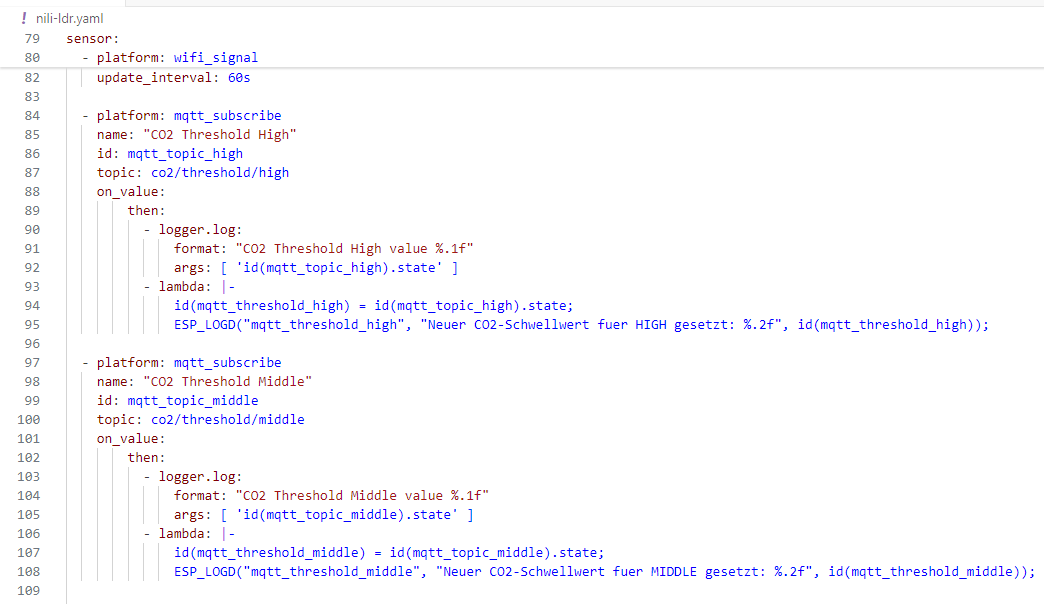 ! nili-ldr.yaml
79 sensor:
80   - platform: wifi_signal
82     update_interval: 60s
83
84   - platform: mqtt_subscribe
85     name: "CO2 Threshold High"
86     id: mqtt_topic_high
87     topic: co2/threshold/high
88     on_value:
89         then:
90           - logger.log:
91               format: "CO2 Threshold High value %.1f"
92               args: [ 'id(mqtt_topic_high).state' ]
93           - lambda: |-
94               id(mqtt_threshold_high) = id(mqtt_topic_high).state;
95               ESP_LOGD("mqtt_threshold_high", "Neuer CO2-Schwellwert fuer HIGH gesetzt: %.2f", id(mqtt_threshold_high));
96
97   - platform: mqtt_subscribe
98     name: "CO2 Threshold Middle"
99     id: mqtt_topic_middle
100     topic: co2/threshold/middle
101     on_value:
102         then:
103           - logger.log:
104               format: "CO2 Threshold Middle value %.1f"
105               args: [ 'id(mqtt_topic_middle).state' ]
106           - lambda: |-
107               id(mqtt_threshold_middle) = id(mqtt_topic_middle).state;
108               ESP_LOGD("mqtt_threshold_middle", "Neuer CO2-Schwellwert fuer MIDDLE gesetzt: %.2f", id(mqtt_threshold_middle));
109